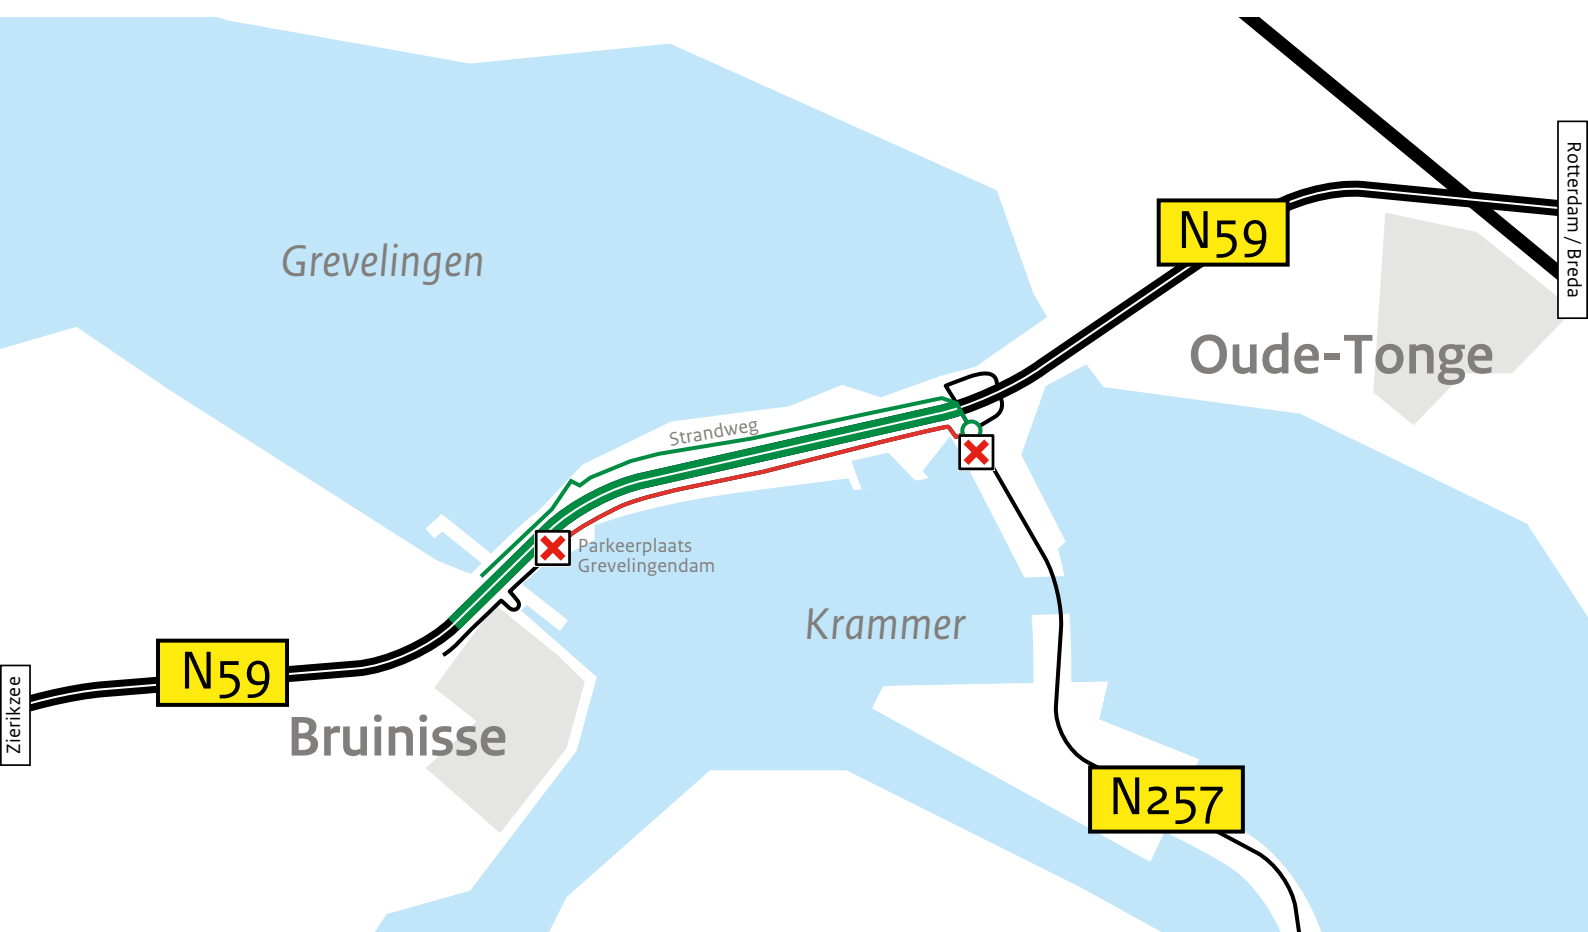 Rotterdam / Breda
N59
Grevelingen
Oude-Tonge
Strandweg
Parkeerplaats
Grevelingendam
Krammer
N59
Zierikzee
Bruinisse
N257